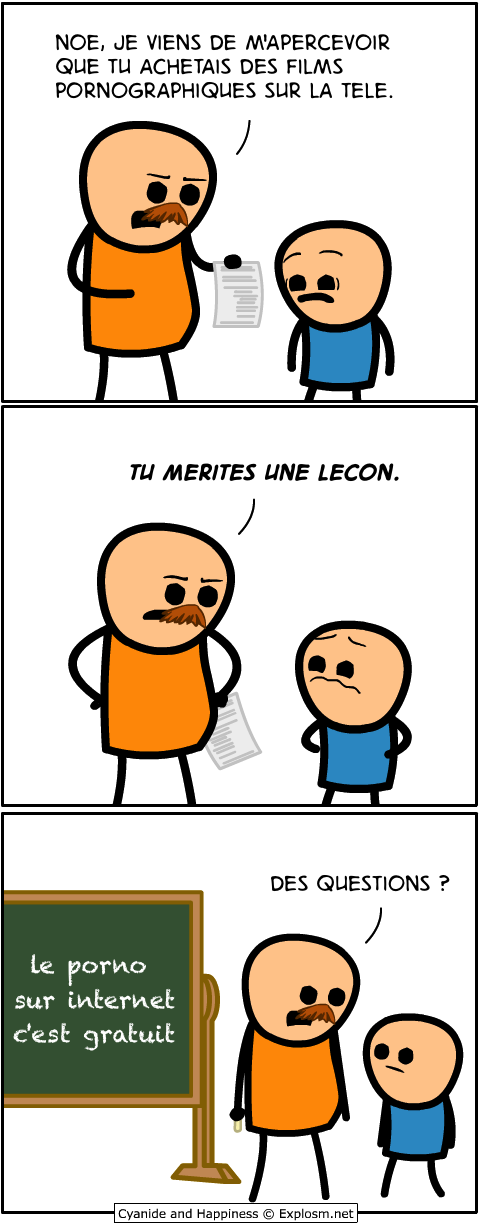 NOE, JE VIENS DE M'APERCEVOIR
QUE TU ACHETAIS DES FILMS
PORNOGRAPHIQUES SUR LA TELE.
TU MERITES UNE LECON.
DES QUESTIONS ?
le porno
sur internet
c'est gratuit
Cyanide and Happiness © Explosm.net